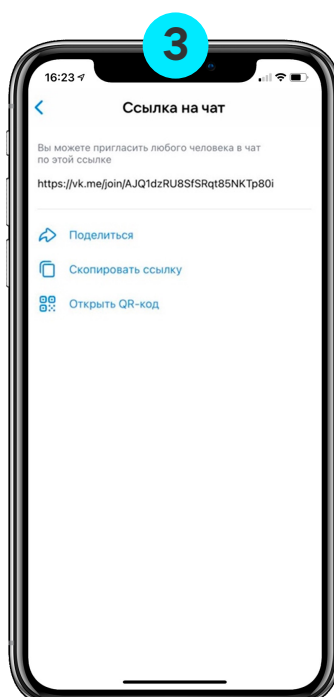 3
16:23
Ссылка на чат
Вы можете пригласить любого человека в чат
по этой ссылке
https://vk.me/join/AJQ1dzRU8SfSRqt85NKTp80i
Поделиться
Скопировать ссылку
Открыть QR-код